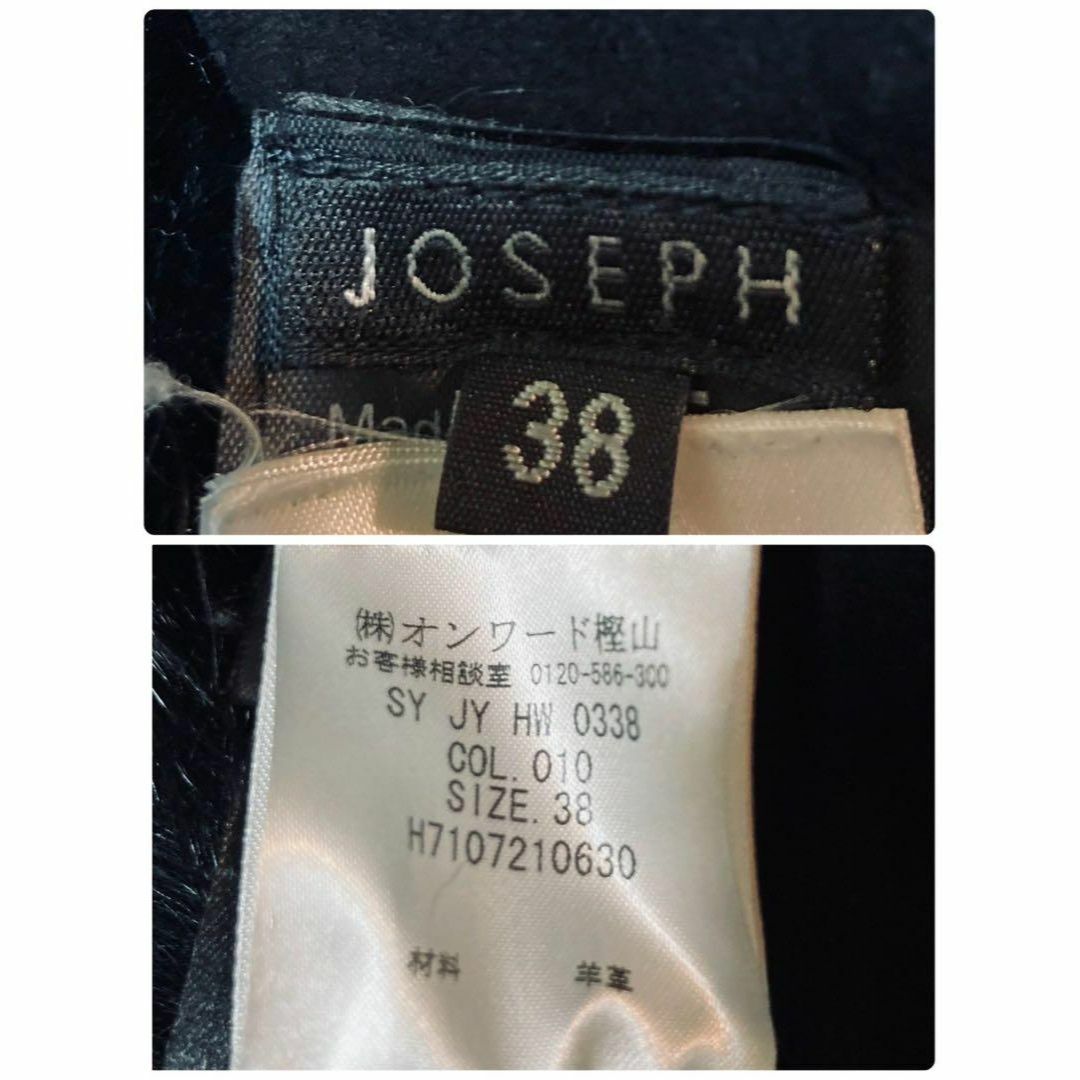 JOSEPH
38
㈱オンワード樫山
お客様相談室 0120-586-300
SY JY HW 0338
COL. 010
SIZE. 38
H7107210630
材料 羊革